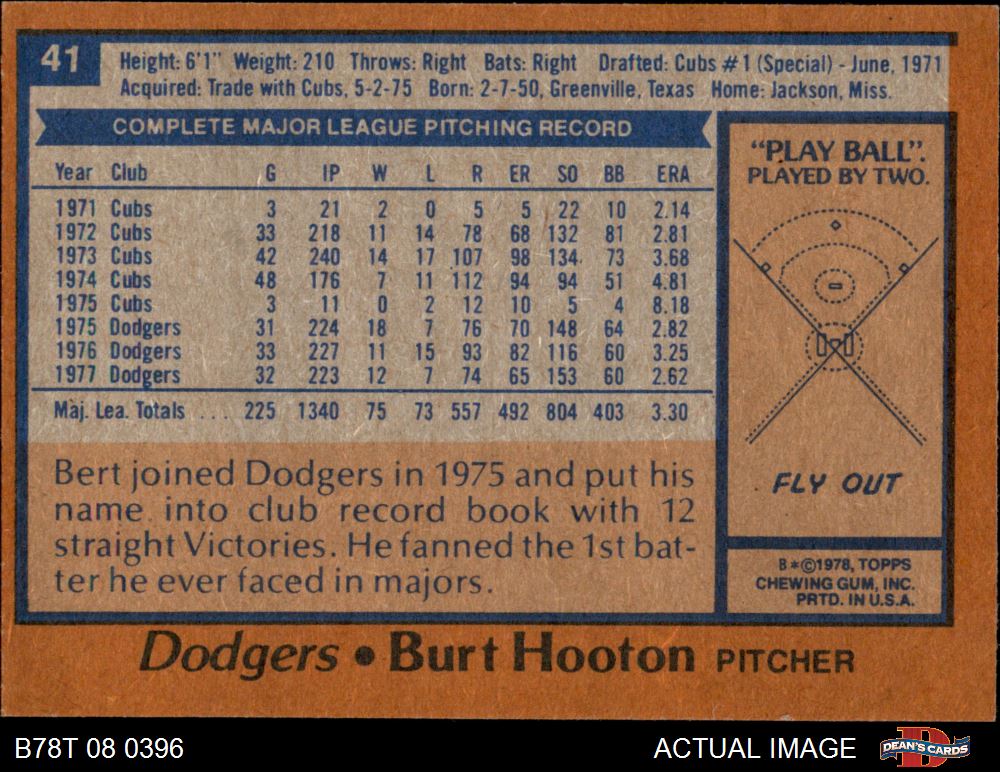 41
Height: 6'1" Weight: 210 Throws: Right Bats: Right Drafted: Cubs #1 (Special) - June, 1971
Acquired: Trade with Cubs, 5-2-75 Born: 2-7-50, Greenville, Texas Home: Jackson, Miss.
COMPLETE MAJOR LEAGUE PITCHING RECORD
Year Club G IP W L R ER SO BB ERA
1971 Cubs 3 21 2 0 5 5 22 10 2.14
1972 Cubs 33 218 11 14 78 68 132 81 2.81
1973 Cubs 42 240 14 17 107 98 134 73 3.68
1974 Cubs 48 176 7 11 112 94 94 51 4.81
1975 Cubs 3 11 0 2 12 10 5 4 8.18
1975 Dodgers 31 224 18 7 76 70 148 64 2.82
1976 Dodgers 33 227 11 15 93 82 116 60 3.25
1977 Dodgers 32 223 12 7 74 65 153 60 2.62
Maj. Lea. Totals ... 225 1340 75 73 557 492 804 403 3.30
Bert joined Dodgers in 1975 and put his
name into club record book with 12
straight Victories. He fanned the 1st bat-
ter he ever faced in majors.
"PLAY BALL".
PLAYED BY TWO.
FLY OUT
B*©1978, TOPPS
CHEWING GUM, INC.
PRTD. IN U.S.A.
Dodgers • Burt Hooton PITCHER
B78T 08 0396
ACTUAL IMAGE
DEAN'S CARDS